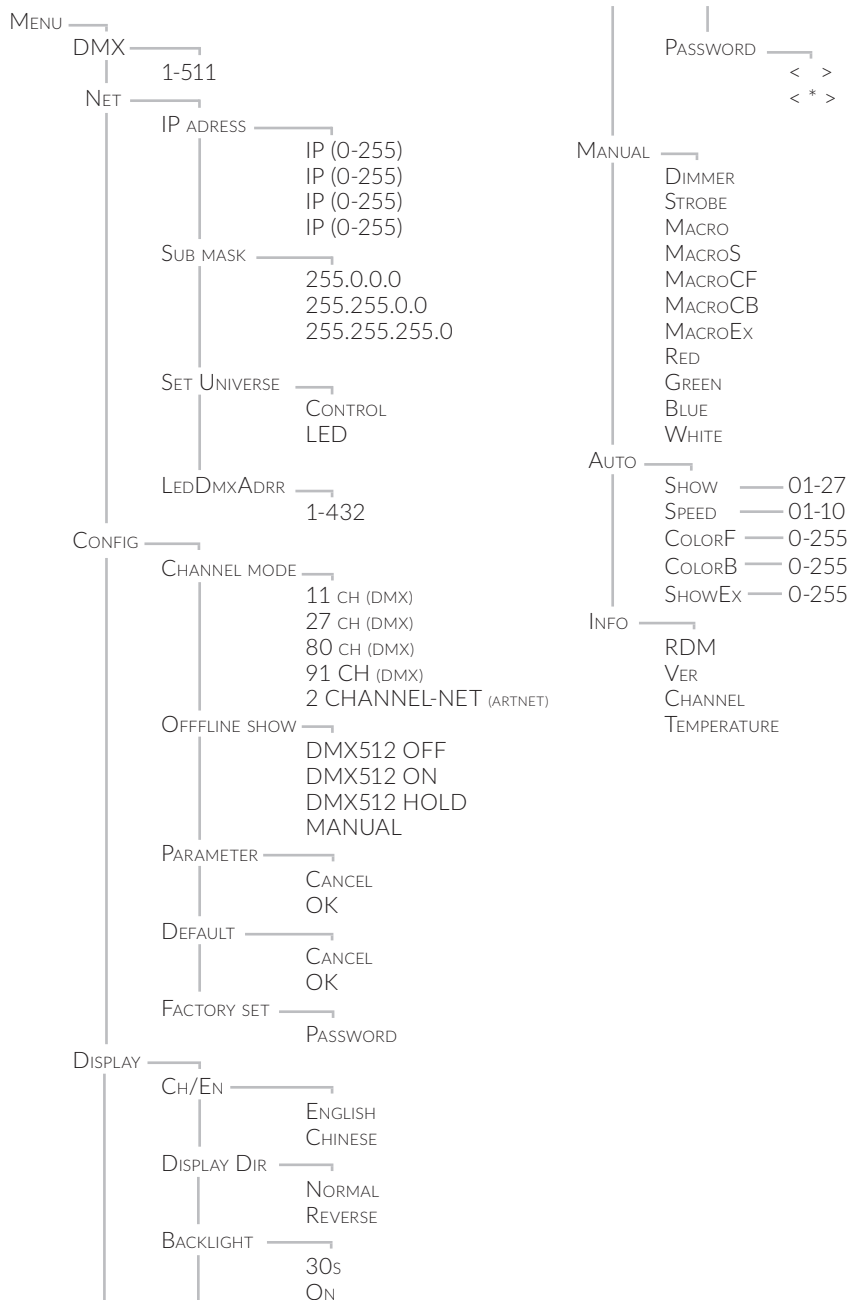 Menu
DMX
1-511
Net
IP adress
IP (0-255)
IP (0-255)
IP (0-255)
IP (0-255)
Sub mask
255.0.0.0
255.255.0.0
255.255.255.0
Set Universe
Control
LED
LedDmxAdrr
1-432
Config
Channel mode
11 ch (dmx)
27 ch (dmx)
80 ch (dmx)
91 CH (dmx)
2 CHANNEL-NET (artnet)
Offfline show
DMX512 OFF
DMX512 ON
DMX512 HOLD
MANUAL
Parameter
Cancel
OK
Default
Cancel
OK
Factory set
Password
Display
Ch/En
English
Chinese
Display Dir
Normal
Reverse
Backlight
30s
On
Password
< >
< * >
Manual
Dimmer
Strobe
Macro
MacroS
MacroCF
MacroCB
MacroEx
Red
Green
Blue
White
Auto
Show 01-27
Speed 01-10
ColorF 0-255
ColorB 0-255
ShowEx 0-255
Info
RDM
Ver
Channel
Temperature